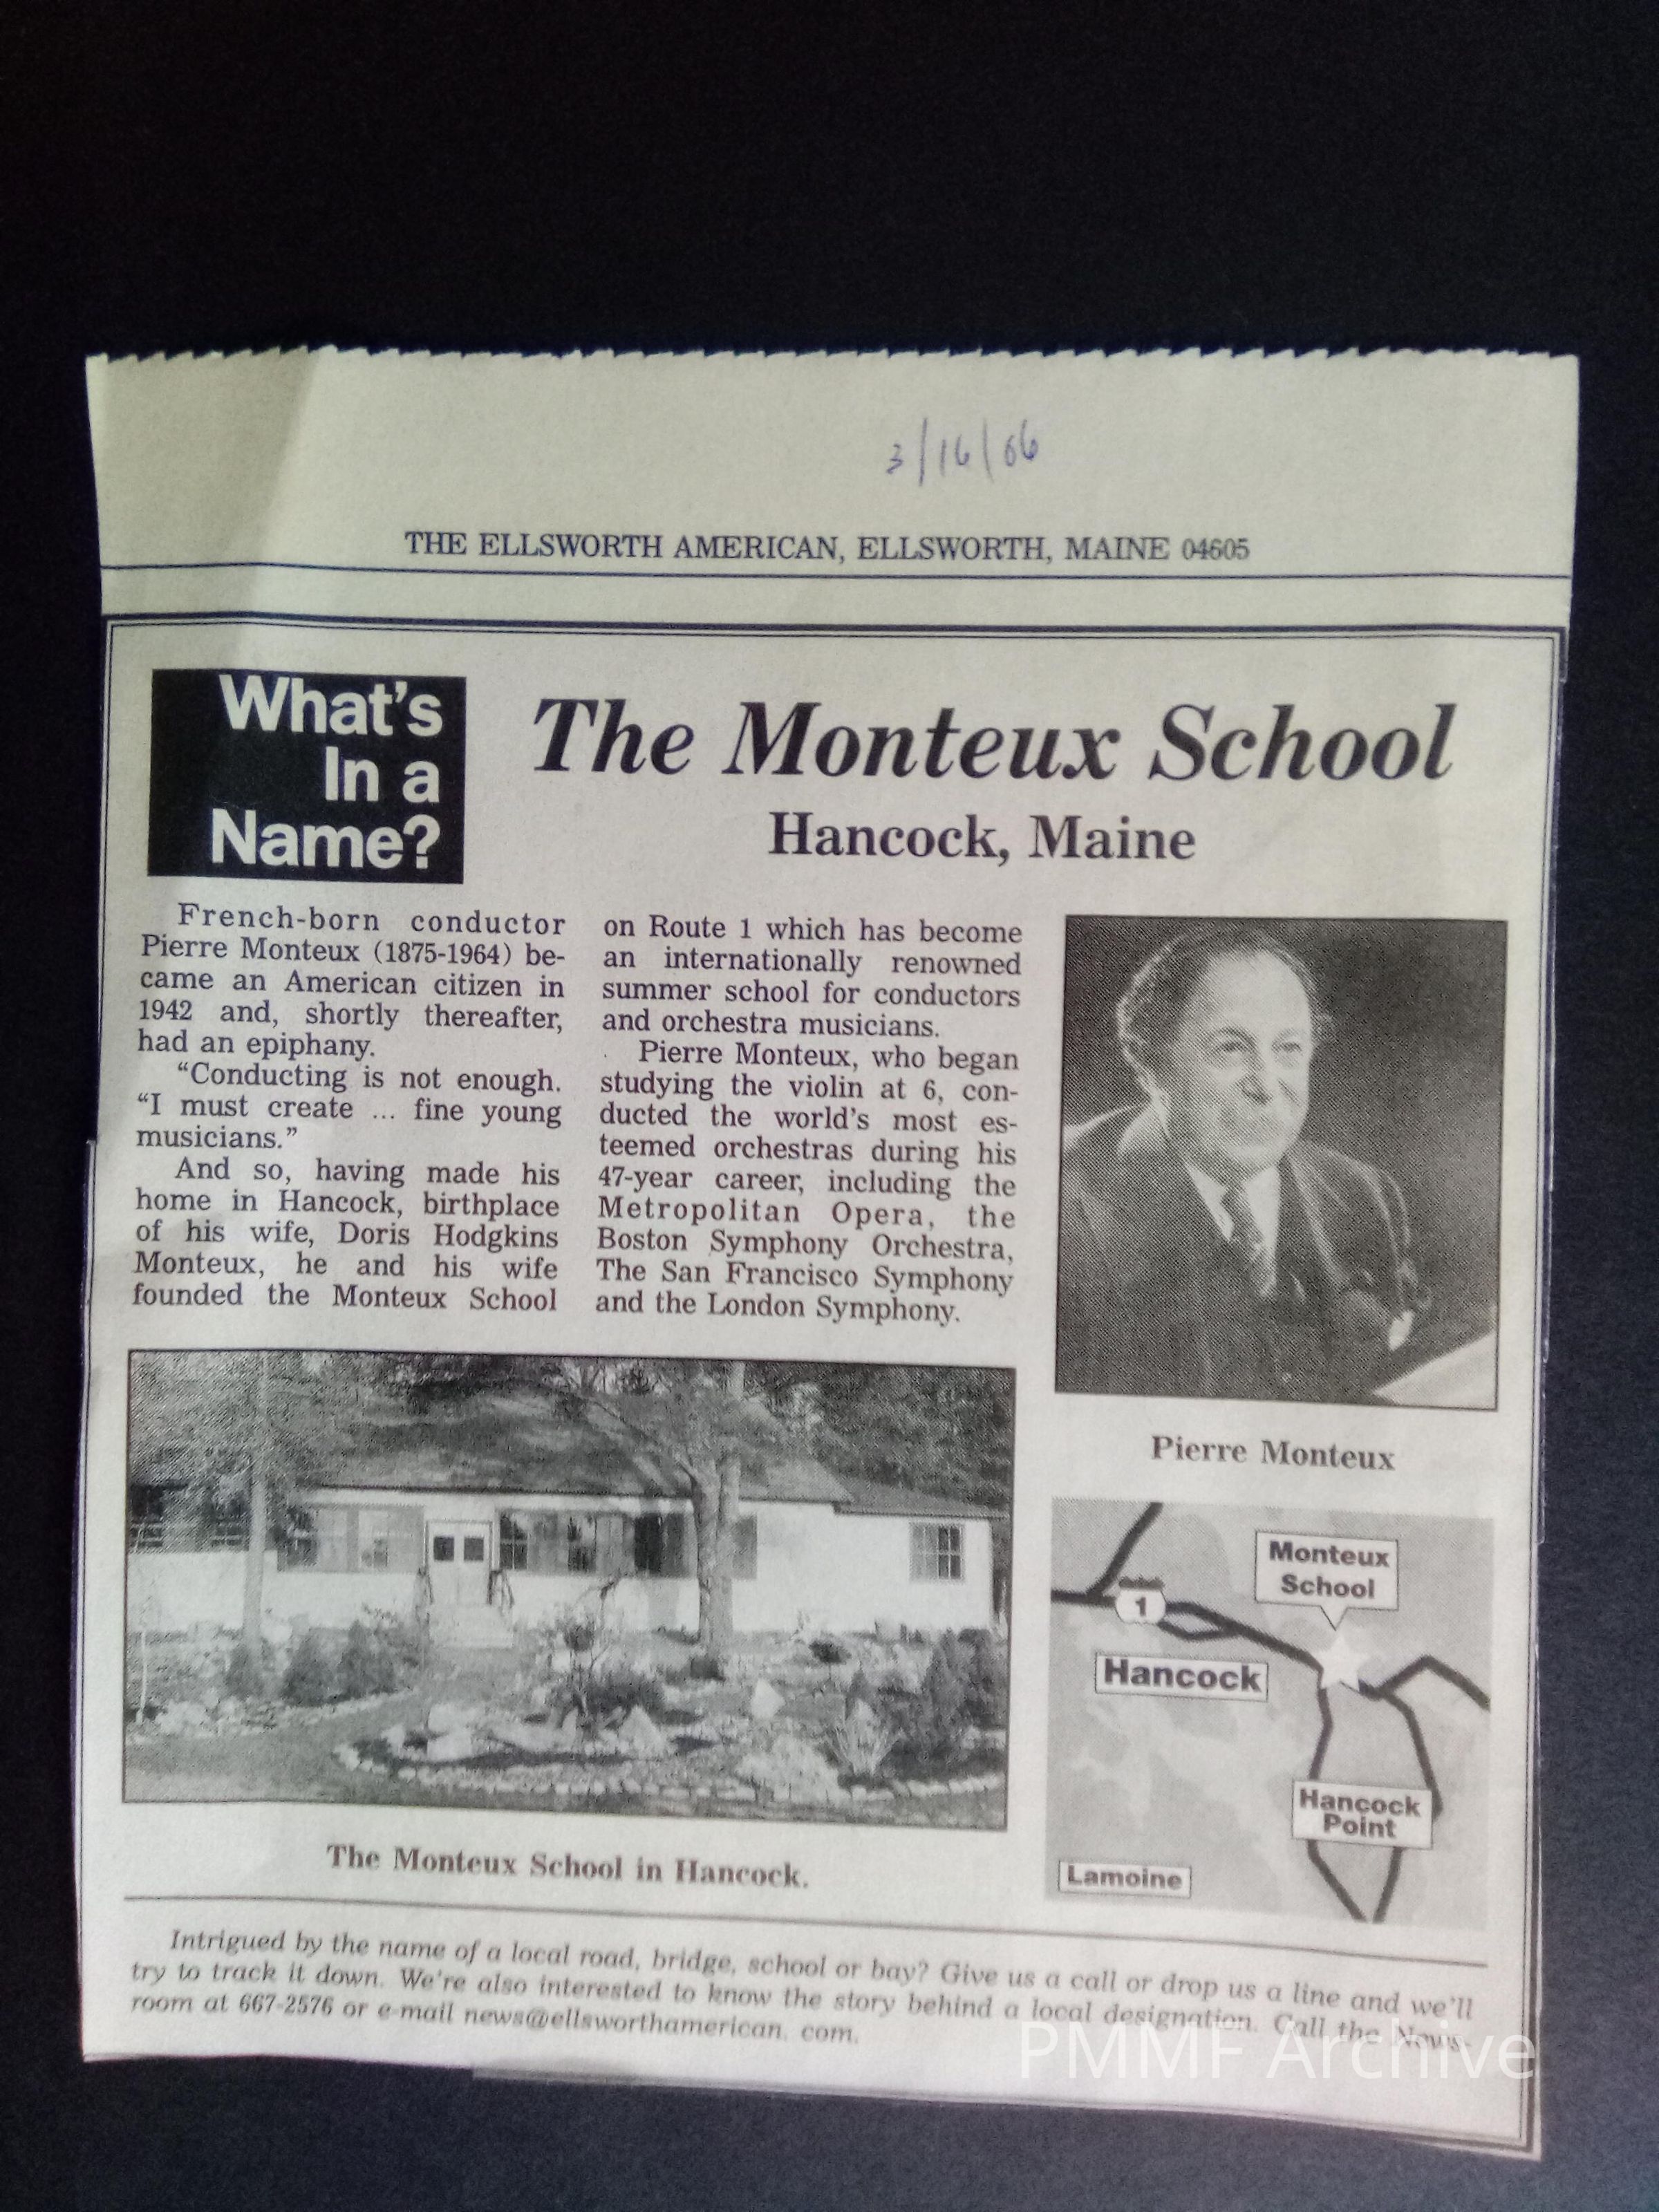 3/16/06
THE ELLSWORTH AMERICAN, ELLSWORTH, MAINE 04605
What's
In a
Name?
The Monteux School
Hancock, Maine
French-born conductor
Pierre Monteux (1875-1964) be-
came an American citizen in
1942 and, shortly thereafter,
had an epiphany.
“Conducting is not enough.
“I must create ... fine young
musicians.”
And so, having made his
home in Hancock, birthplace
of his wife, Doris Hodgkins
Monteux, he and his wife
founded the Monteux School
on Route 1 which has become
an internationally renowned
summer school for conductors
and orchestra musicians.
Pierre Monteux, who began
studying the violin at 6, con-
ducted the world's most es-
teemed orchestras during his
47-year career, including the
Metropolitan Opera, the
Boston Symphony Orchestra,
The San Francisco Symphony
and the London Symphony.
Pierre Monteux
Monteux
School
1
Hancock
Hancock
Point
Lamoine
The Monteux School in Hancock.
Intrigued by the name of a local road, bridge, school or bay? Give us a call or drop us a line and we'll
try to track it down. We're also interested to know the story behind a local designation. Call the News-
room at 667-2576 or e-mail news@ellsworthamerican. com.
PMMF Archive